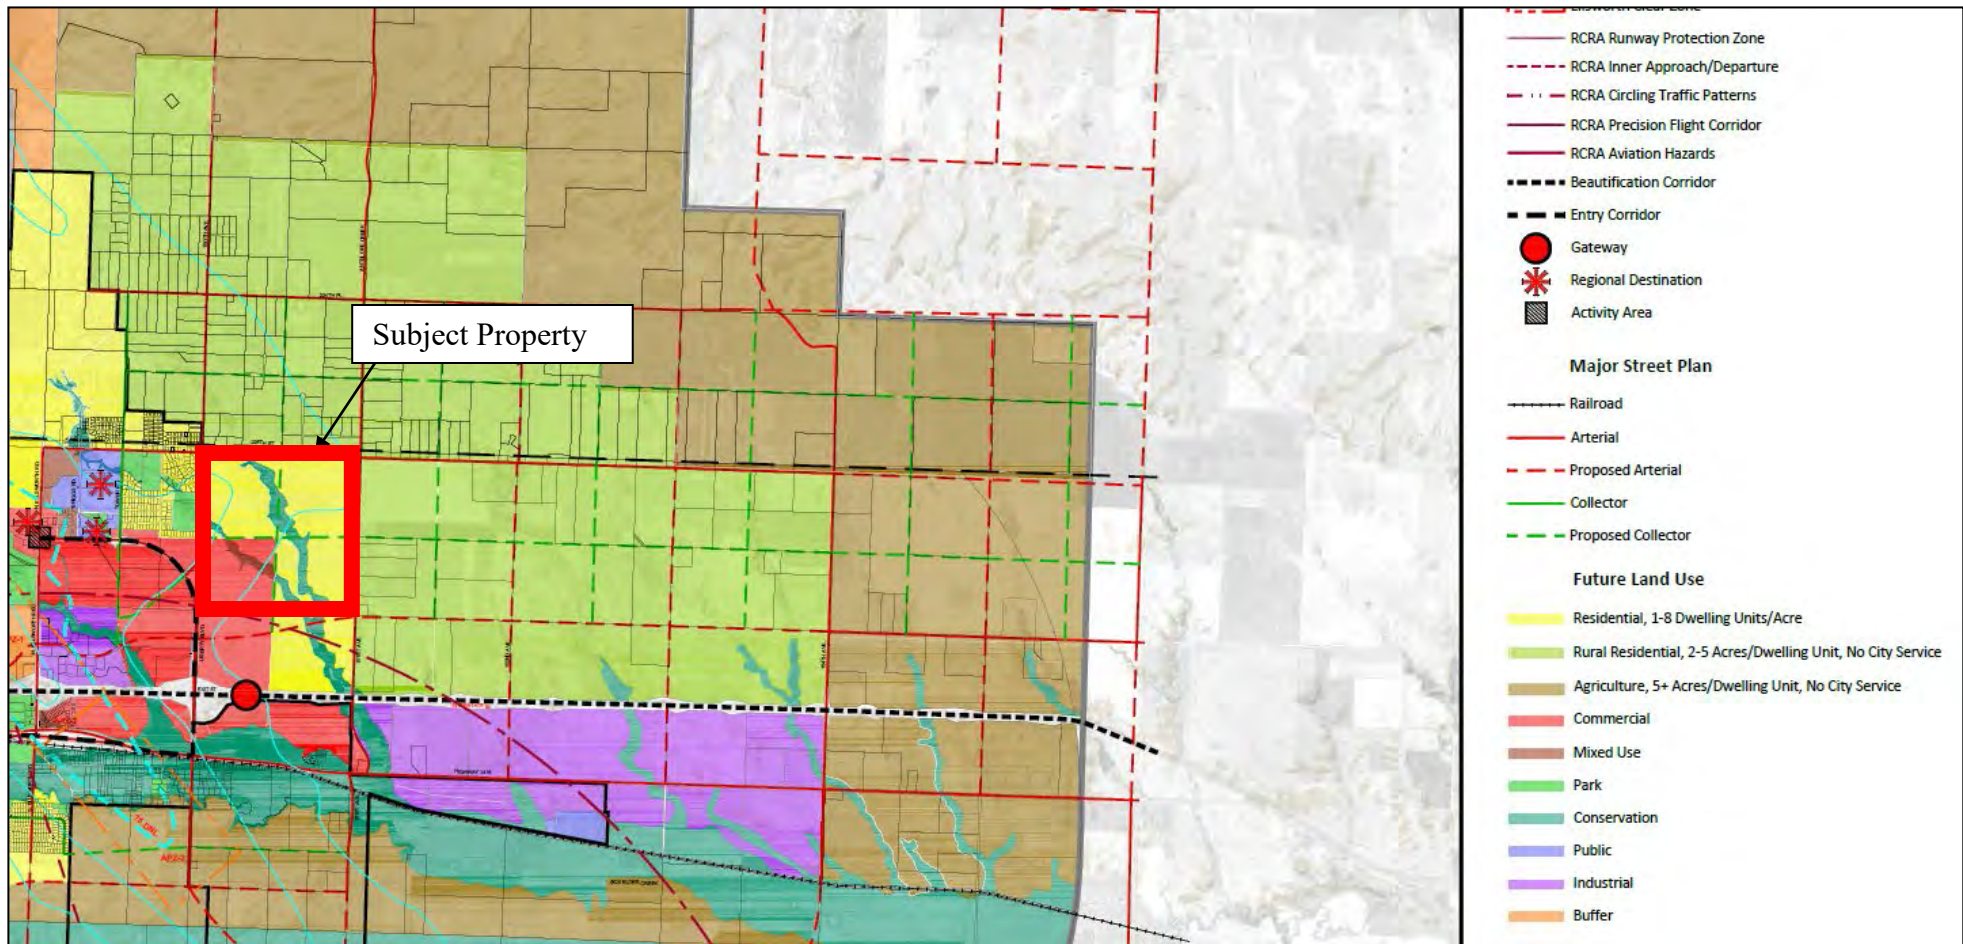 Subject Property
Ellsworth Clear Zone
RCRA Runway Protection Zone
RCRA Inner Approach/Departure
RCRA Circling Traffic Patterns
RCRA Precision Flight Corridor
RCRA Aviation Hazards
Beautification Corridor
Entry Corridor
Gateway
Regional Destination
Activity Area
Major Street Plan
Railroad
Arterial
Proposed Arterial
Collector
Proposed Collector
Future Land Use
Residential, 1-8 Dwelling Units/Acre
Rural Residential, 2-5 Acres/Dwelling Unit, No City Service
Agriculture, 5+ Acres/Dwelling Unit, No City Service
Commercial
Mixed Use
Park
Conservation
Public
Industrial
Buffer